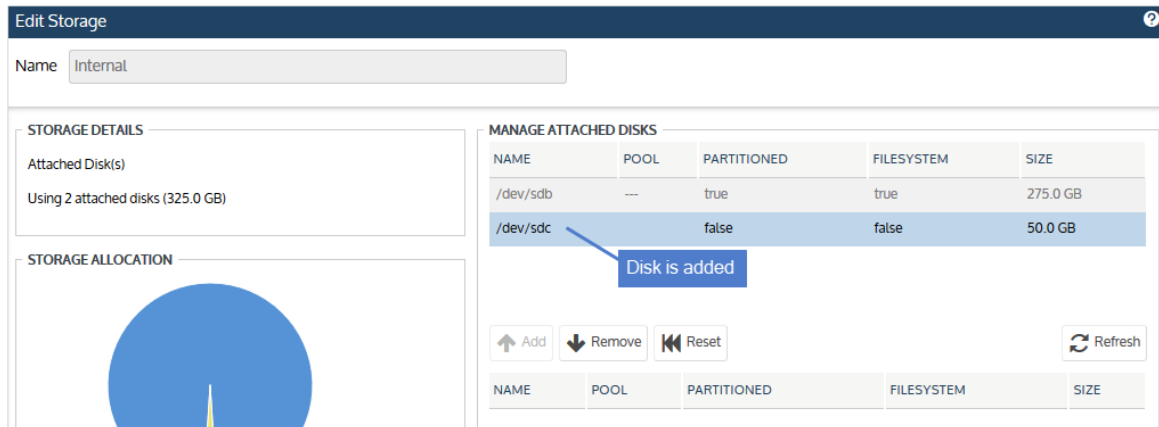 Edit Storage
Name Internal
STORAGE DETAILS
Attached Disk(s)
Using 2 attached disks (325.0 GB)
STORAGE ALLOCATION
MANAGE ATTACHED DISKS
NAME POOL PARTITIONED FILESYSTEM SIZE
/dev/sdb --- true true 275.0 GB
/dev/sdc false false 50.0 GB
Disk is added
Add Remove Reset Refresh
NAME POOL PARTITIONED FILESYSTEM SIZE